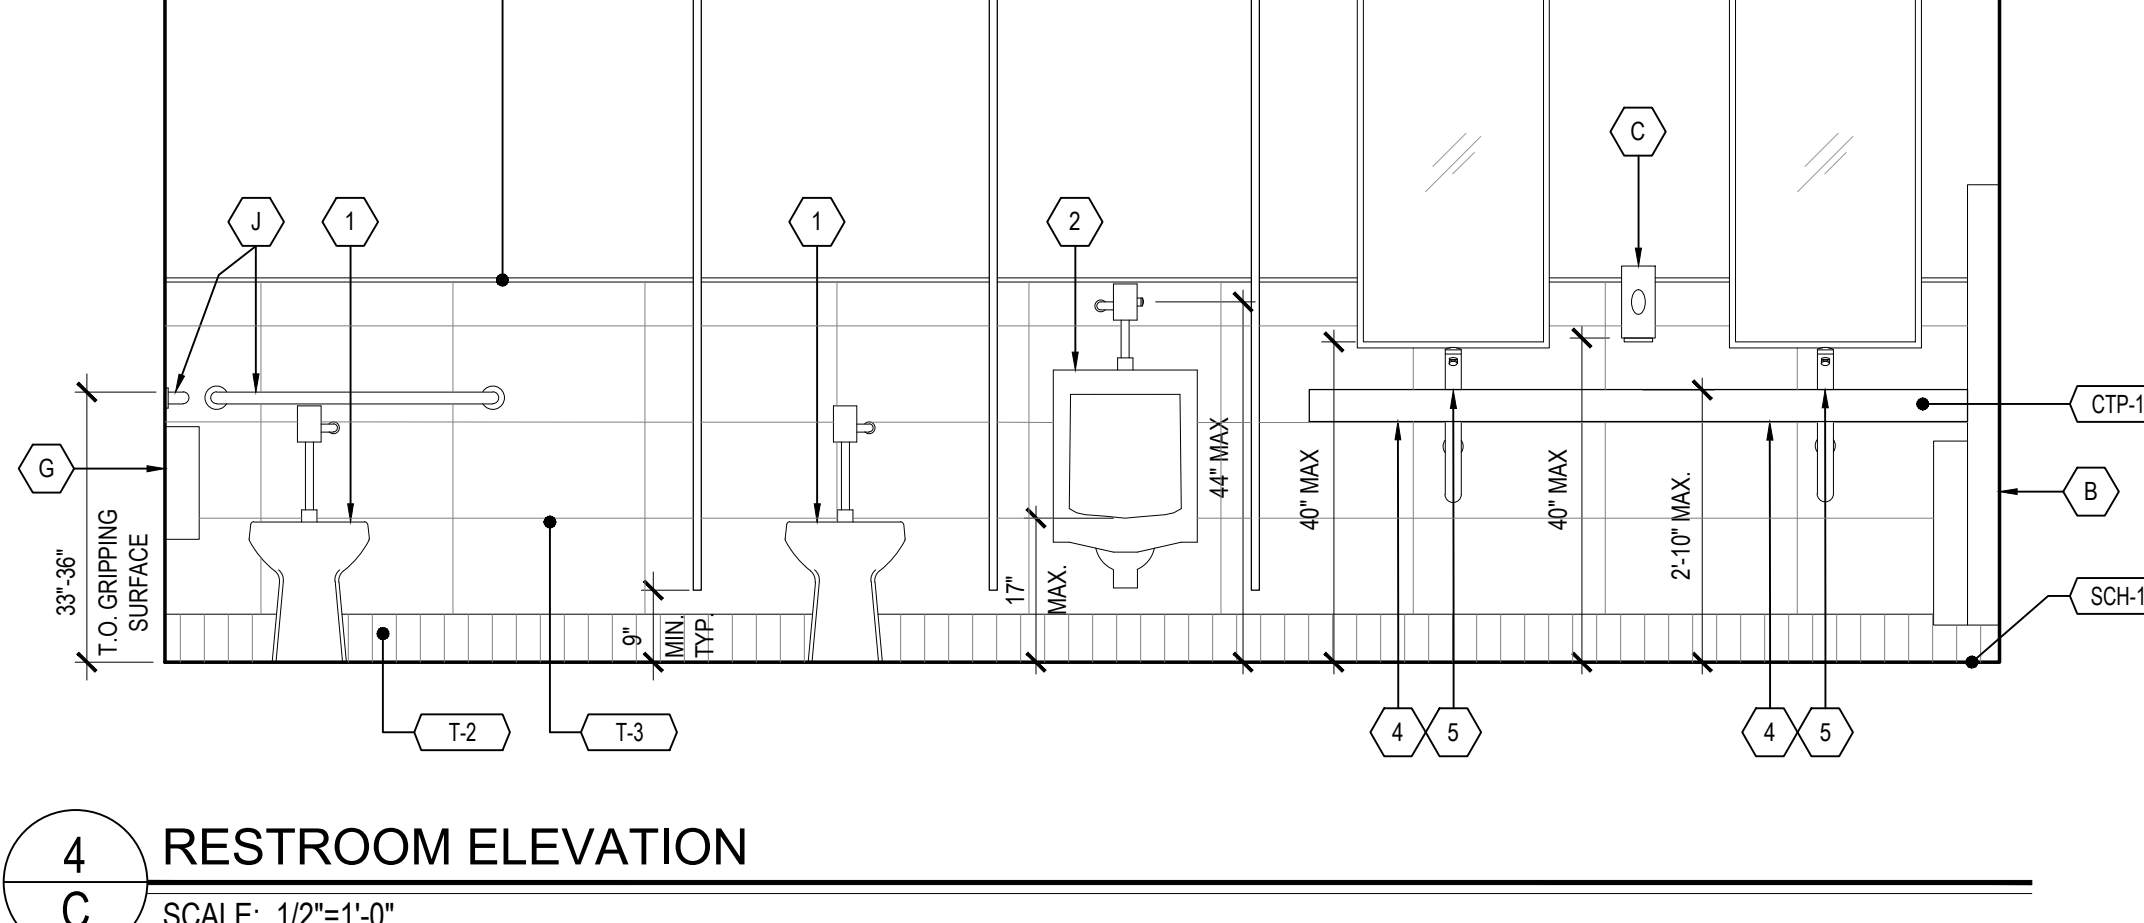 C
J
1
1
2
CTP-1
G
B
33"-36"
T.O. GRIPPING
SURFACE
9"
MIN.
TYP.
17"
MAX.
44" MAX
40" MAX
40" MAX
2'-10" MAX.
SCH-1
T-2
T-3
4
5
4
5
4
C
RESTROOM ELEVATION
SCALE: 1/2"=1'-0"